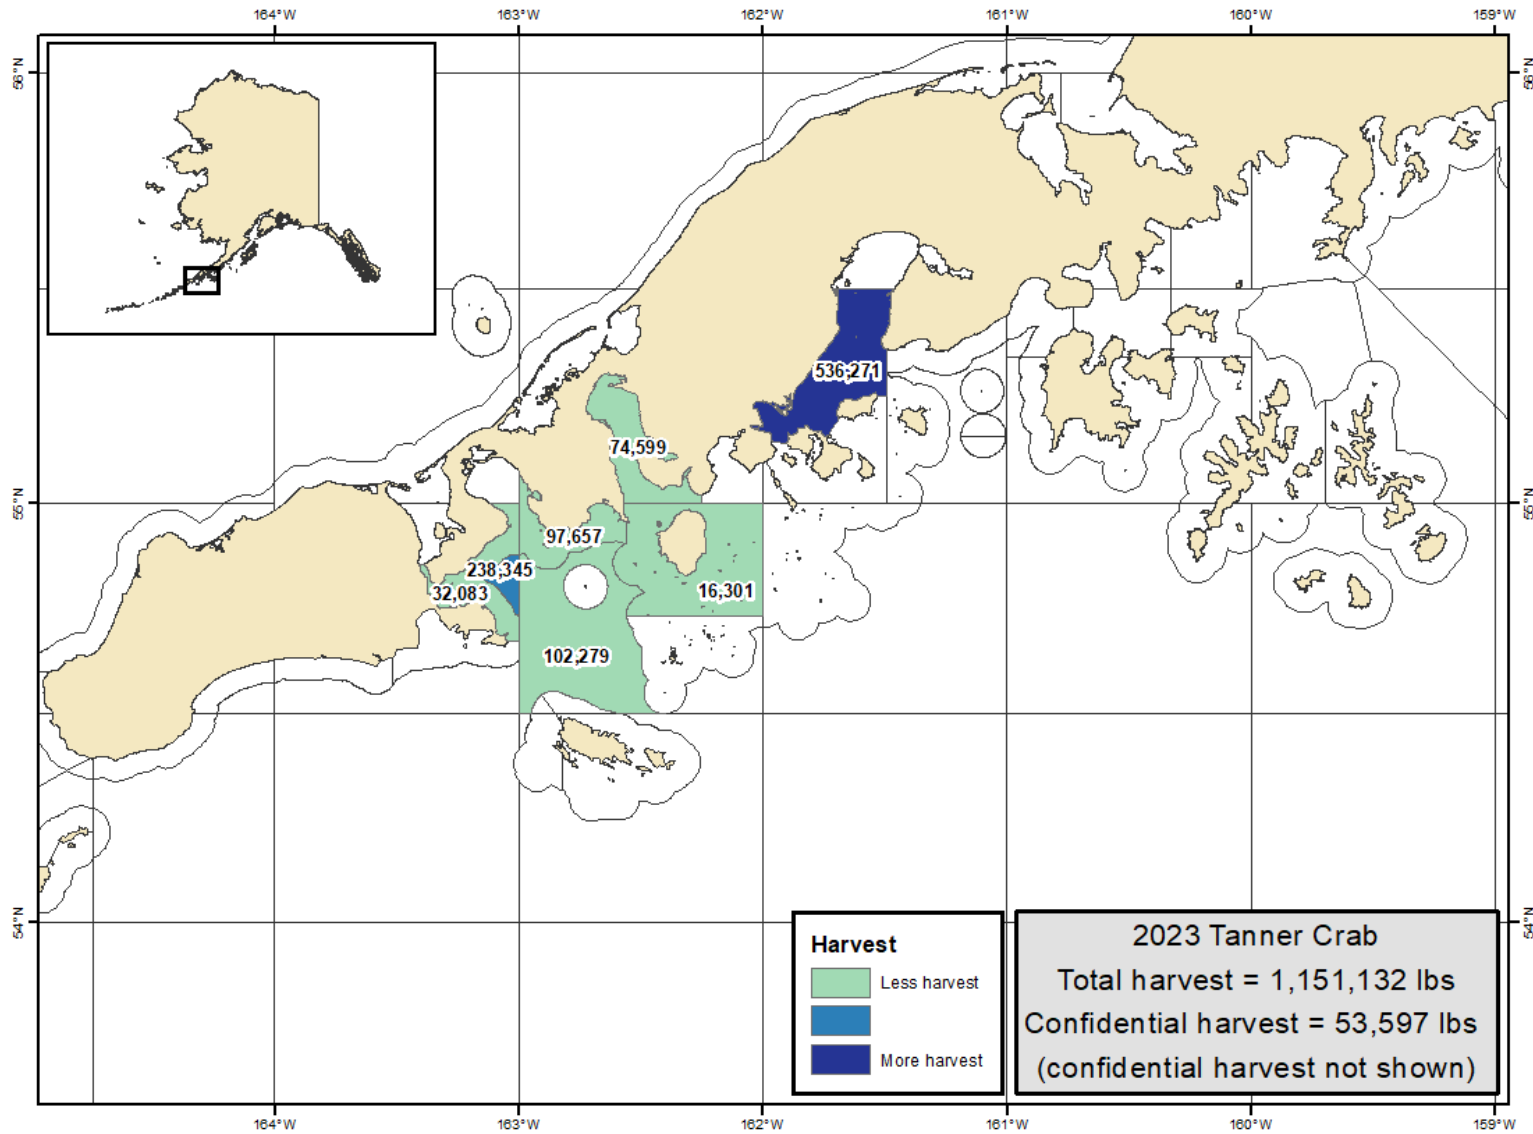 164°W 163°W 162°W 161°W 160°W 159°W
56°N 56°N
536,271
74,599
55°N 55°N
97,657
238,345
32,083
16,301
102,279
54°N 54°N
Harvest
Less harvest
More harvest
2023 Tanner Crab
Total harvest = 1,151,132 lbs
Confidential harvest = 53,597 lbs
(confidential harvest not shown)
164°W 163°W 162°W 161°W 160°W 159°W